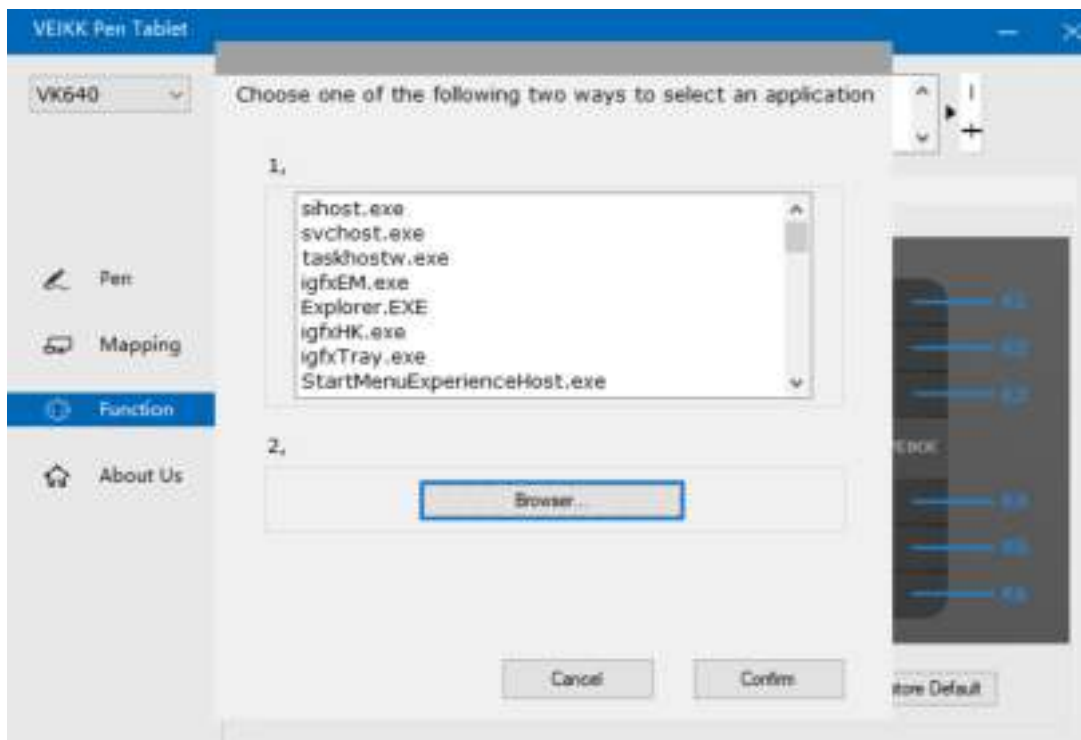 VEIKK Pen Tablet
VK640
Choose one of the following two ways to select an application
1,
sihost.exe
svchost.exe
taskhostw.exe
igfxEM.exe
Explorer.EXE
igfxHK.exe
igfxTray.exe
StartMenuExperienceHost.exe
Pen
Mapping
Function
About Us
2,
Browser...
Cancel
Confirm
tore Default